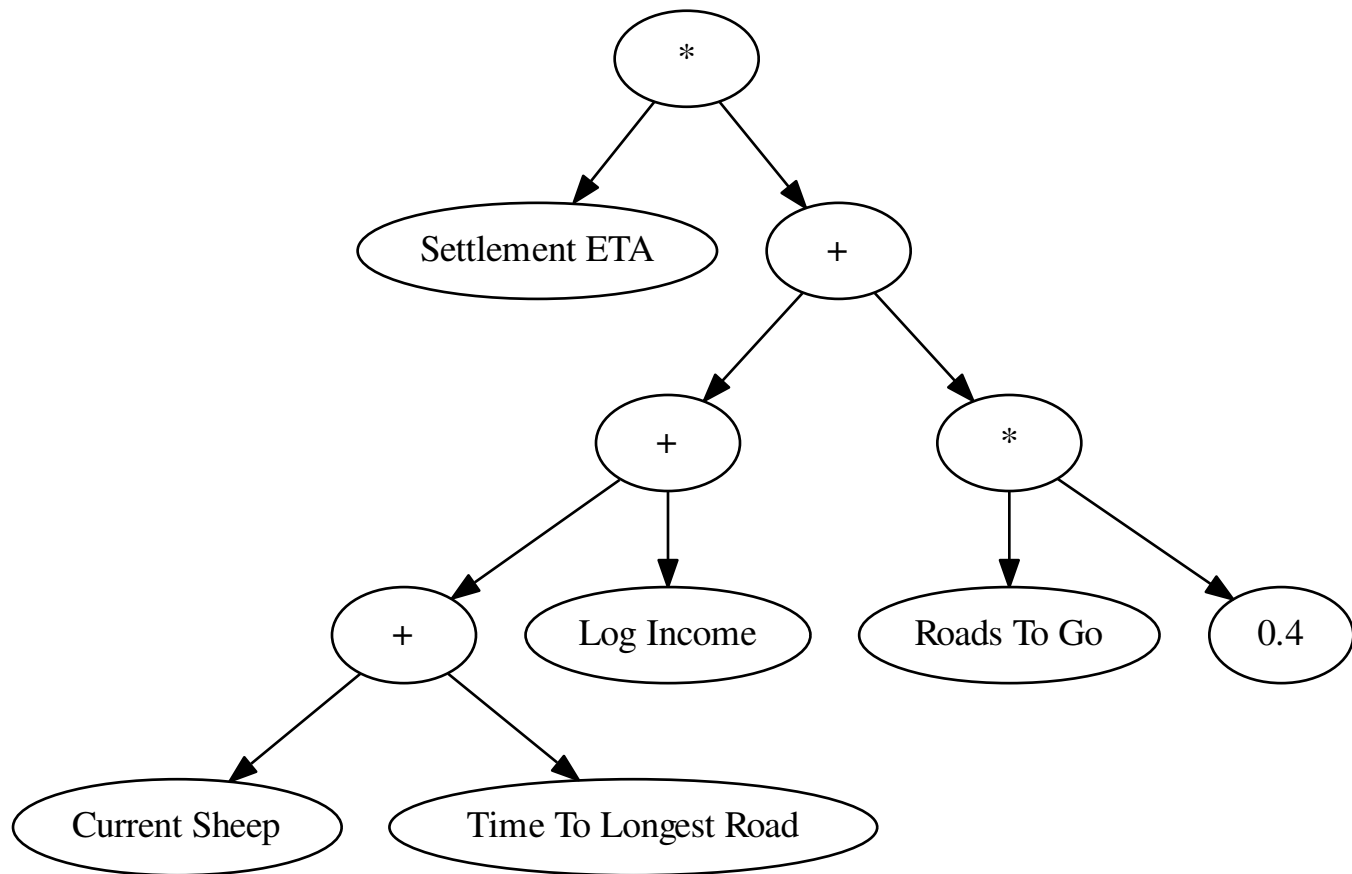 *
Settlement ETA
+
+
*
+
Log Income
Roads To Go
0.4
Current Sheep
Time To Longest Road